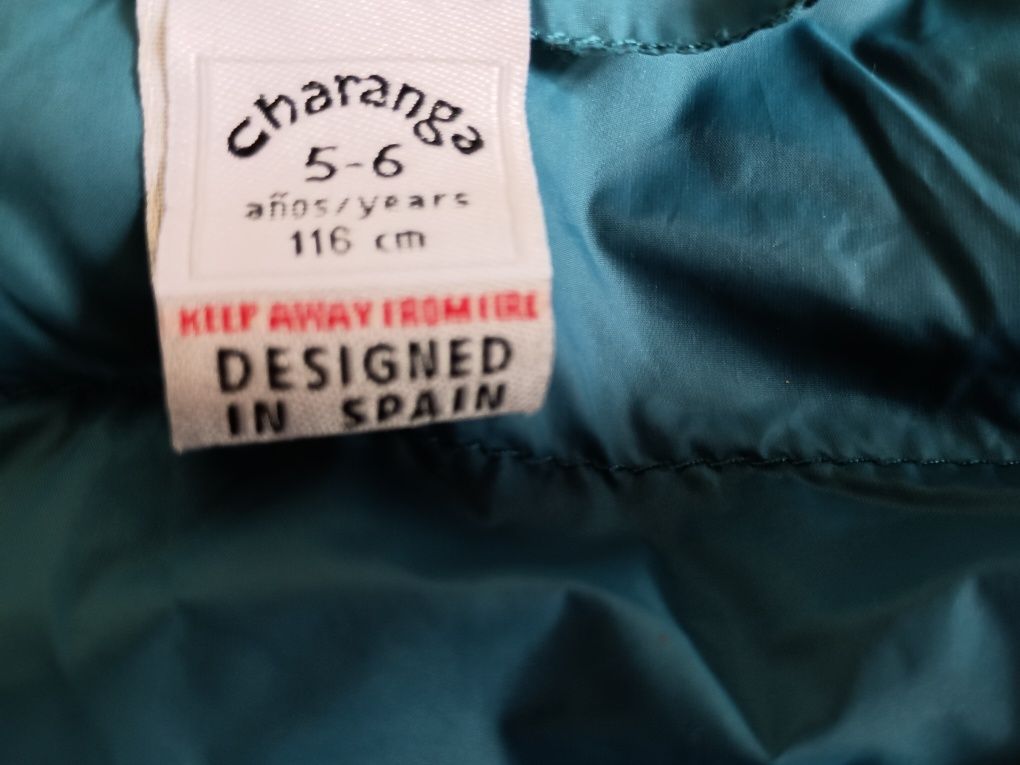 charanga
5-6
años/years
116 cm
KEEP AWAY FROM FIRE
DESIGNED
IN SPAIN